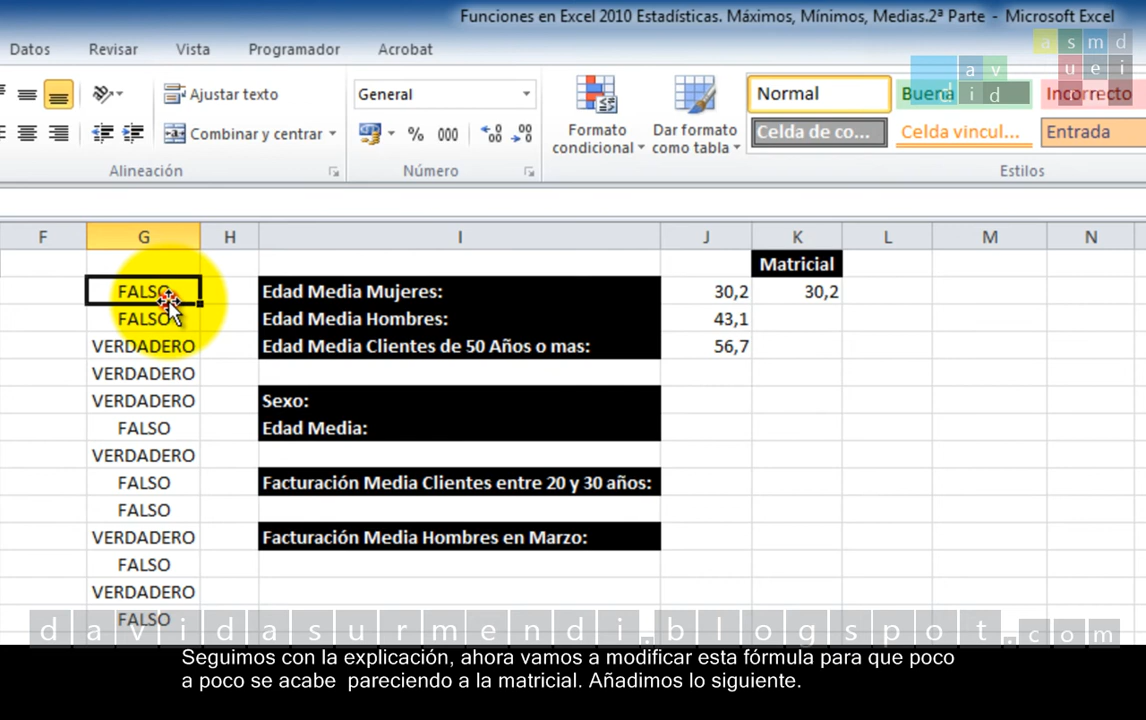 Funciones en Excel 2010 Estadísticas. Máximos, Mínimos, Medias.2ª Parte - Microsoft Excel
Datos Revisar Vista Programador Acrobat
a s m d
u e i
a v
d i d
Ajustar texto
General
Normal
Buena
Incorrecto
Combinar y centrar
% 000
Formato condicional
Dar formato como tabla
Celda de co...
Celda vincul...
Entrada
Alineación Número Estilos
F G H I J K L M N
Matricial
FALSO Edad Media Mujeres: 30,2 30,2
FALSO Edad Media Hombres: 43,1
VERDADERO Edad Media Clientes de 50 Años o mas: 56,7
VERDADERO
VERDADERO Sexo:
FALSO Edad Media:
VERDADERO
FALSO Facturación Media Clientes entre 20 y 30 años:
FALSO
VERDADERO Facturación Media Hombres en Marzo:
FALSO
VERDADERO
FALSO
davidasurmendi.blogspot.com
Seguimos con la explicación, ahora vamos a modificar esta fórmula para que poco
a poco se acabe pareciendo a la matricial. Añadimos lo siguiente.